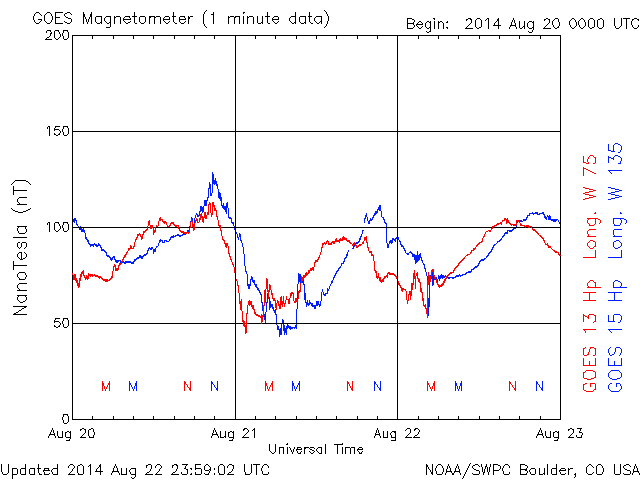 GOES Magnetometer (1 minute data)
Begin: 2014 Aug 20 0000 UTC
200
150
100
50
0
NanoTesla (nT)
M M N N M M N N M M N N
Aug 20 Aug 21 Aug 22 Aug 23
Universal Time
GOES 13 Hp Long. W 75
GOES 15 Hp Long. W 135
Updated 2014 Aug 22 23:59:02 UTC
NOAA/SWPC Boulder, CO USA